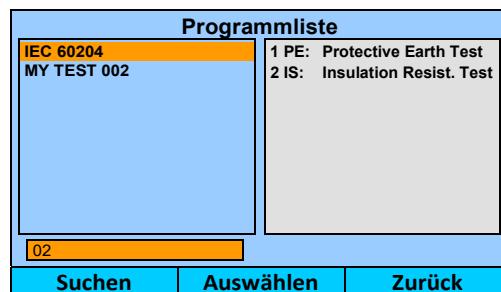 Programmliste
IEC 60204
MY TEST 002
1 PE: Protective Earth Test
2 IS: Insulation Resist. Test
02
Suchen Auswählen Zurück